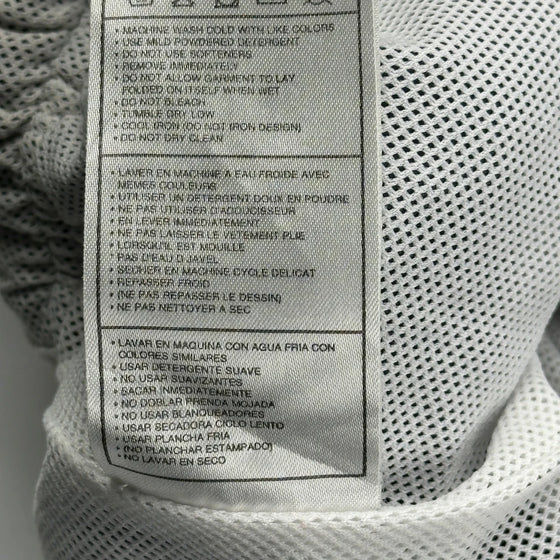 • MACHINE WASH COLD WITH LIKE COLORS
• USE MILD POWDERED DETERGENT
• DO NOT USE SOFTENERS
• REMOVE IMMEDIATELY
• DO NOT ALLOW GARMENT TO LAY
FOLDED ON ITSELF WHEN WET
• DO NOT BLEACH
• TUMBLE DRY LOW
• COOL IRON (DO NOT IRON DESIGN)
• DO NOT DRY CLEAN
• LAVER EN MACHINE A EAU FROIDE AVEC
MEMES COULEURS
• UTILISER UN DETERGENT DOUX EN POUDRE
• NE PAS UTILISER D'ADOUCISSEUR
• EN LEVER IMMEDIATEMENT
• NE PAS LAISSER LE VETEMENT PLIE
• LORSQU'IL EST MOUILLE
• PAS D'EAU D JAVEL
• SECHER EN MACHINE CYCLE DELICAT
• REPASSER FROID
• (NE PAS REPASSER LE DESSIN)
• NE PAS NETTOYER A SEC
• LAVAR EN MAQUINA CON AGUA FRIA CON
COLORES SIMILARES
• USAR DETERGENTE SUAVE
• NO USAR SUAVIZANTES
• SACAR INMEDIATEMENTE
• NO DOBLAR PRENDA MOJADA
• NO USAR BLANQUEADORES
• USAR SECADORA CICLO LENTO
• USAR PLANCHA FRIA
• (NO PLANCHAR ESTAMPADO)
• NO LAVAR EN SECO